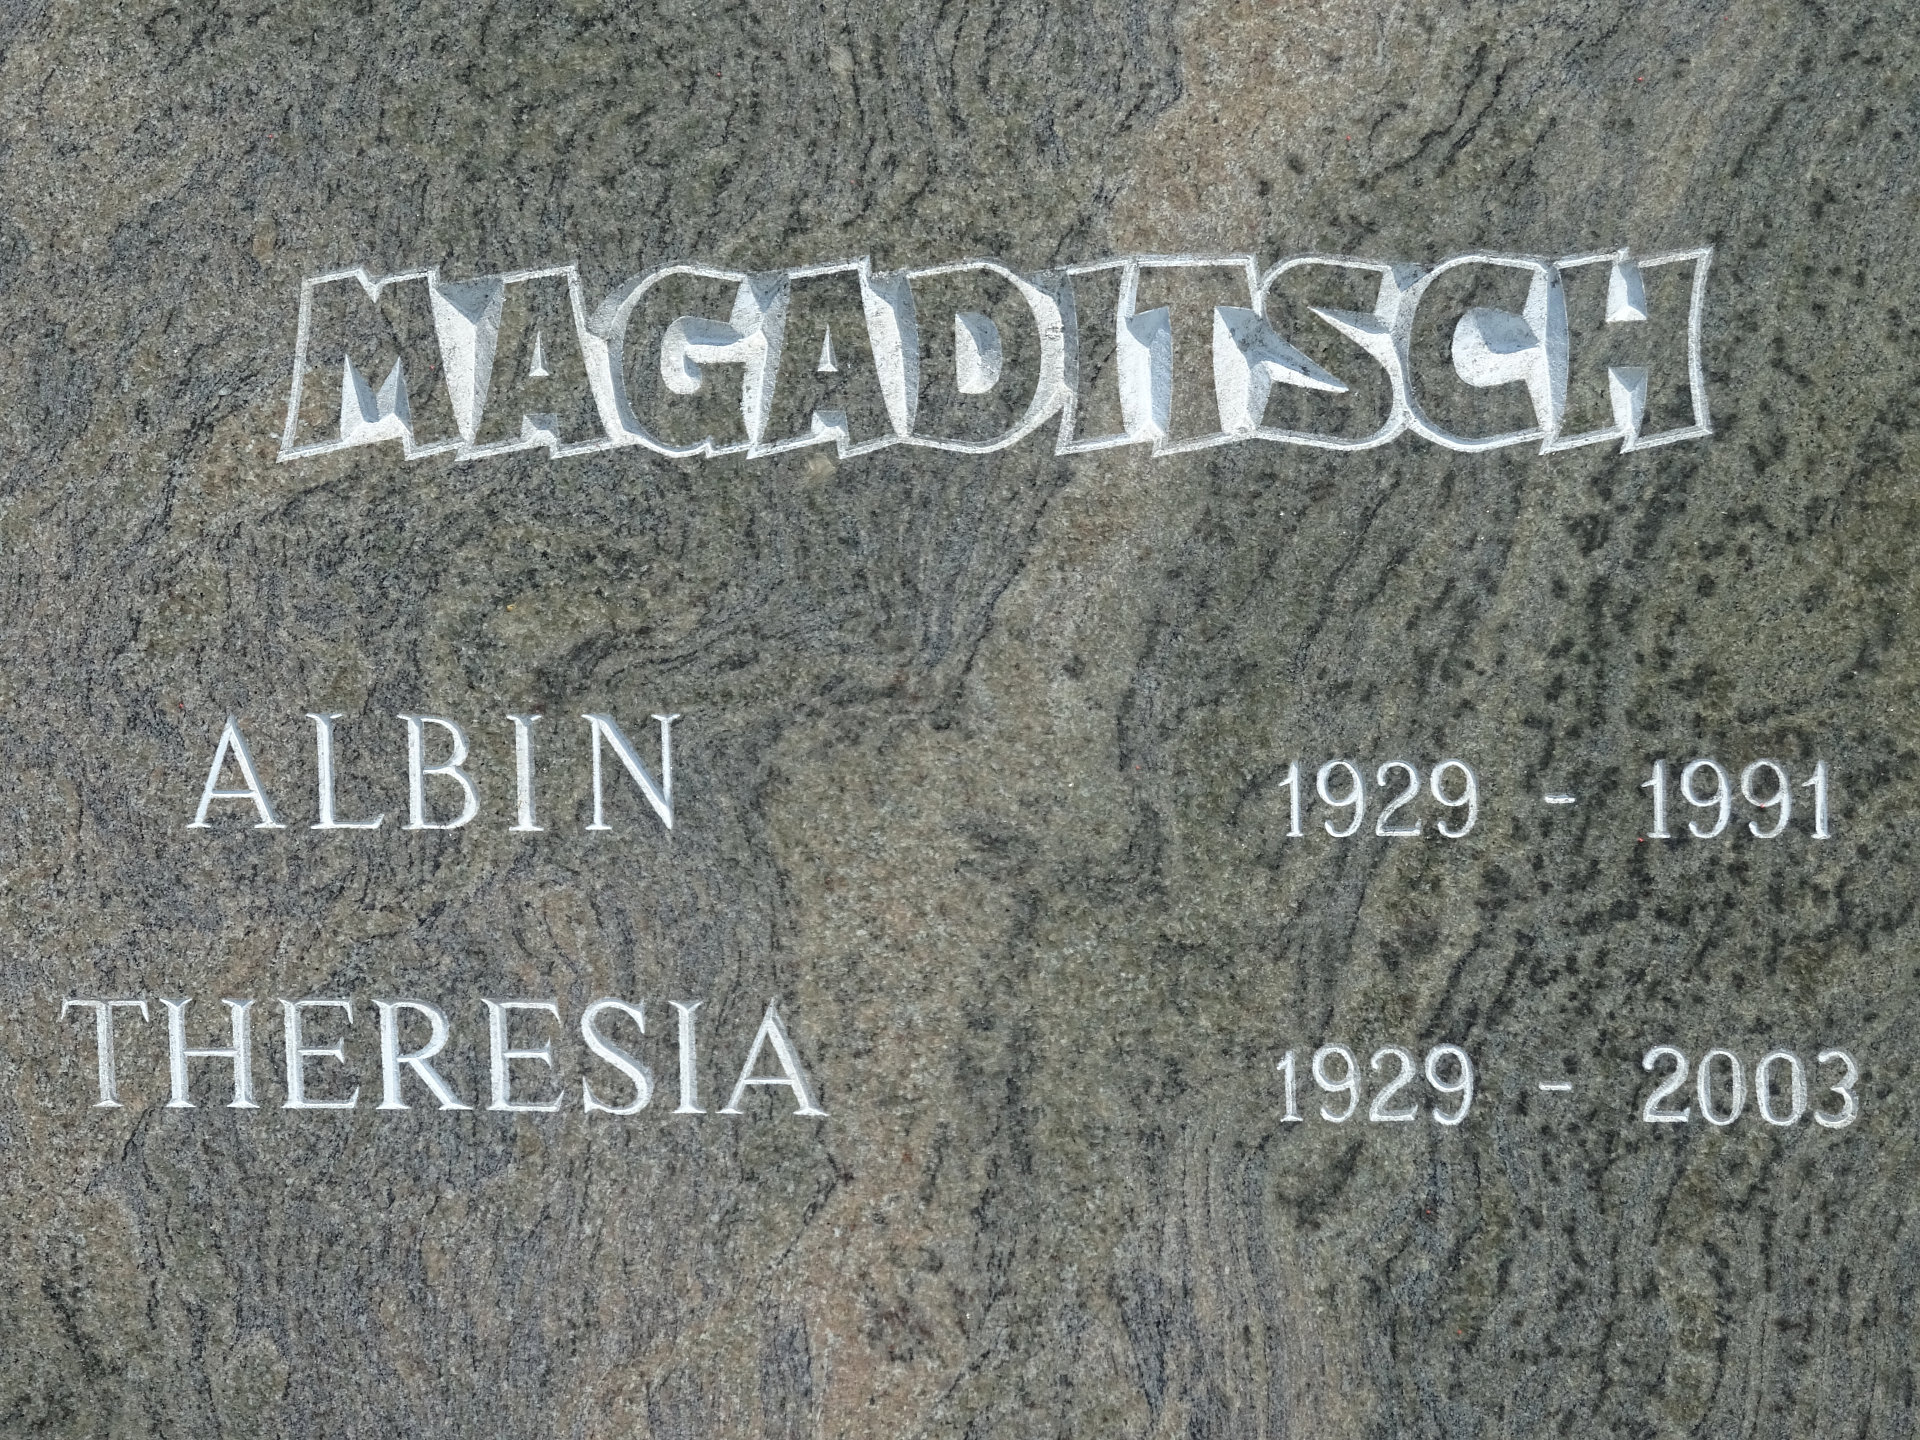 MAGADITSCH
ALBIN 1929 - 1991
THERESIA 1929 - 2003